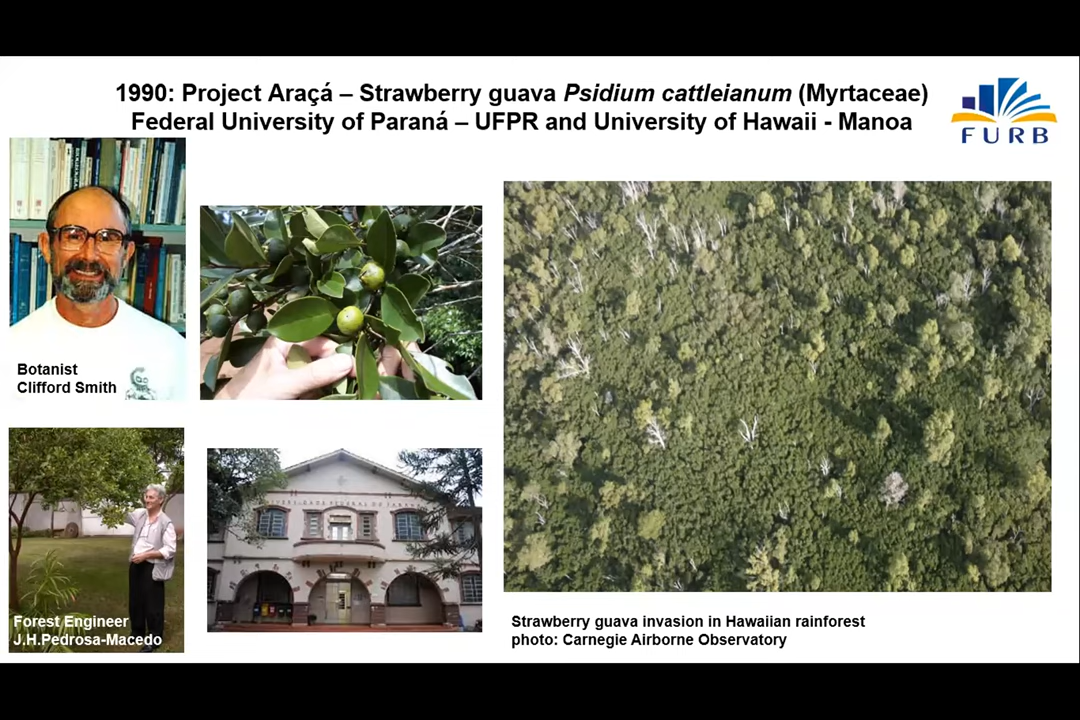 1990: Project Araçá – Strawberry guava Psidium cattleianum (Myrtaceae)
Federal University of Paraná – UFPR and University of Hawaii - Manoa
FURB
Botanist
Clifford Smith
Forest Engineer
J.H.Pedrosa-Macedo
Strawberry guava invasion in Hawaiian rainforest
photo: Carnegie Airborne Observatory